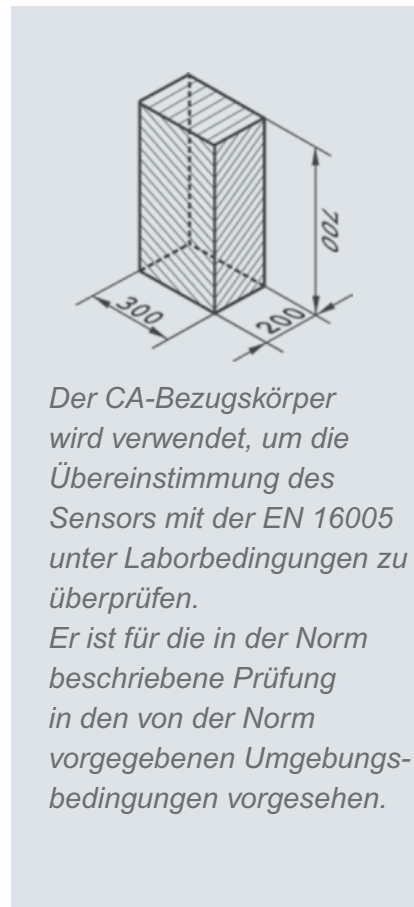 700
300
200
Der CA-Bezugskörper
wird verwendet, um die
Übereinstimmung des
Sensors mit der EN 16005
unter Laborbedingungen zu
überprüfen.
Er ist für die in der Norm
beschriebene Prüfung
in den von der Norm
vorgegebenen Umgebungs-
bedingungen vorgesehen.